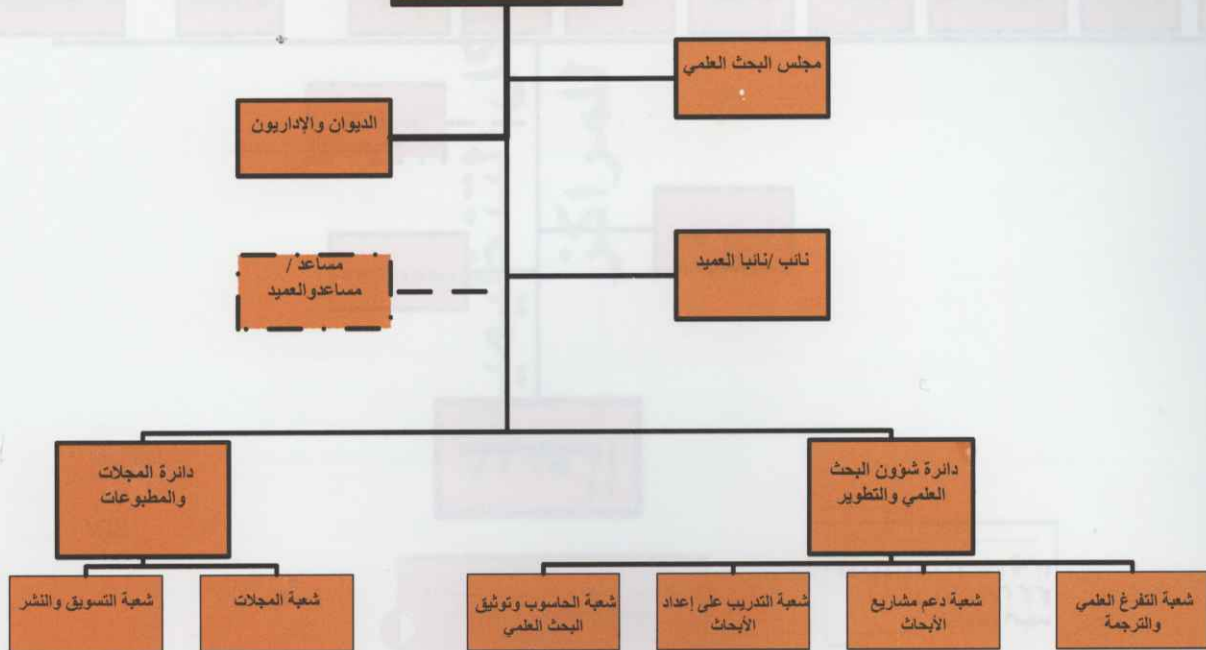 مجلس البحث العلمي
الديوان والإداريون
نائب /نائبا العميد
مساعد /
مساعدوالعميد
دائرة شؤون البحث
العلمي والتطوير
دائرة المجلات
والمطبوعات
شعبة التفرغ العلمي
والترجمة
شعبة دعم مشاريع
الأبحاث
شعبة التدريب على إعداد
الأبحاث
شعبة الحاسوب وتوثيق
البحث العلمي
شعبة المجلات
شعبة التسويق والنشر